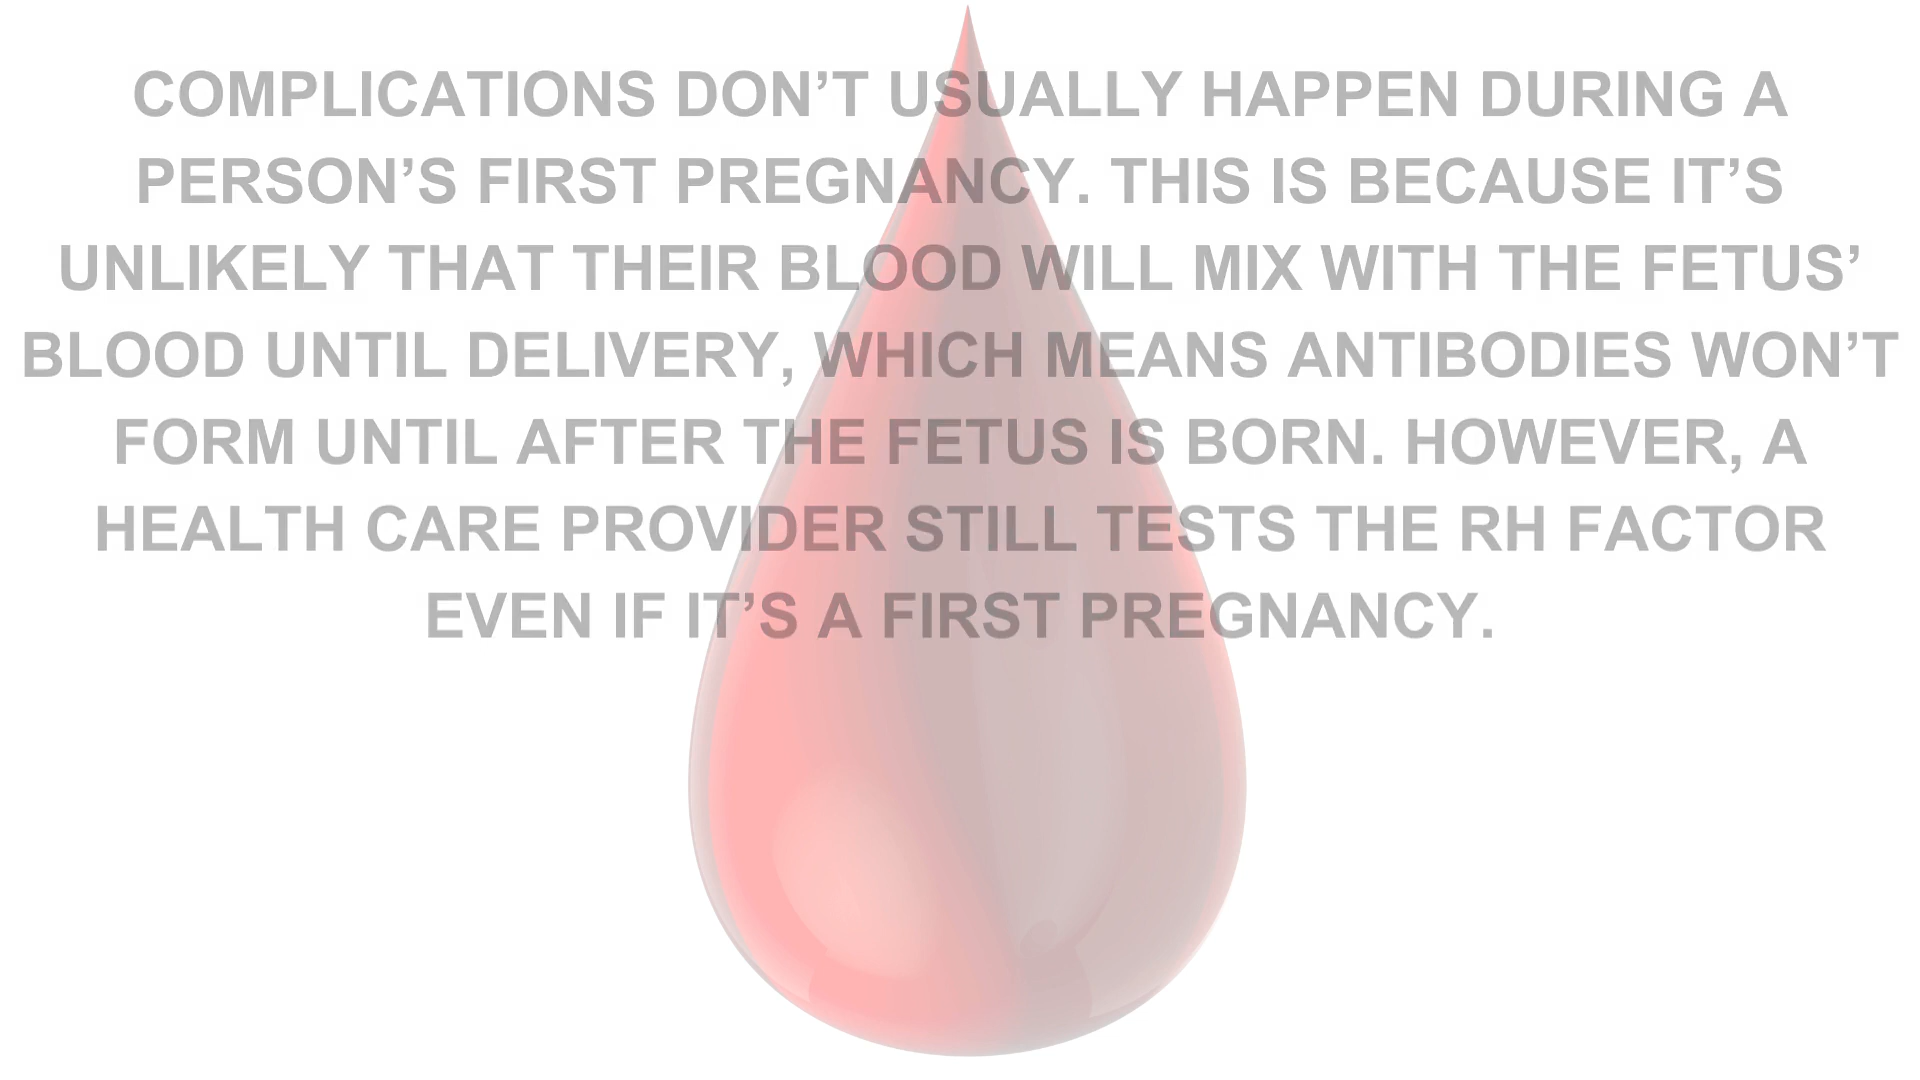 COMPLICATIONS DON’T USUALLY HAPPEN DURING A
PERSON’S FIRST PREGNANCY. THIS IS BECAUSE IT’S
UNLIKELY THAT THEIR BLOOD WILL MIX WITH THE FETUS’
BLOOD UNTIL DELIVERY, WHICH MEANS ANTIBODIES WON’T
FORM UNTIL AFTER THE FETUS IS BORN. HOWEVER, A
HEALTH CARE PROVIDER STILL TESTS THE RH FACTOR
EVEN IF IT’S A FIRST PREGNANCY.